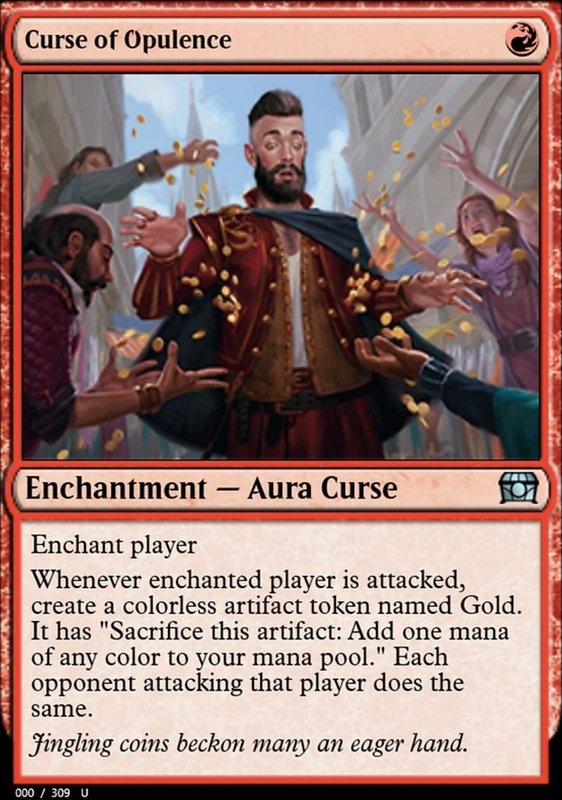 Curse of Opulence
Enchantment — Aura Curse
Enchant player
Whenever enchanted player is attacked,
create a colorless artifact token named Gold.
It has "Sacrifice this artifact: Add one mana
of any color to your mana pool." Each
opponent attacking that player does the
same.
Jingling coins beckon many an eager hand.
000 / 309 U